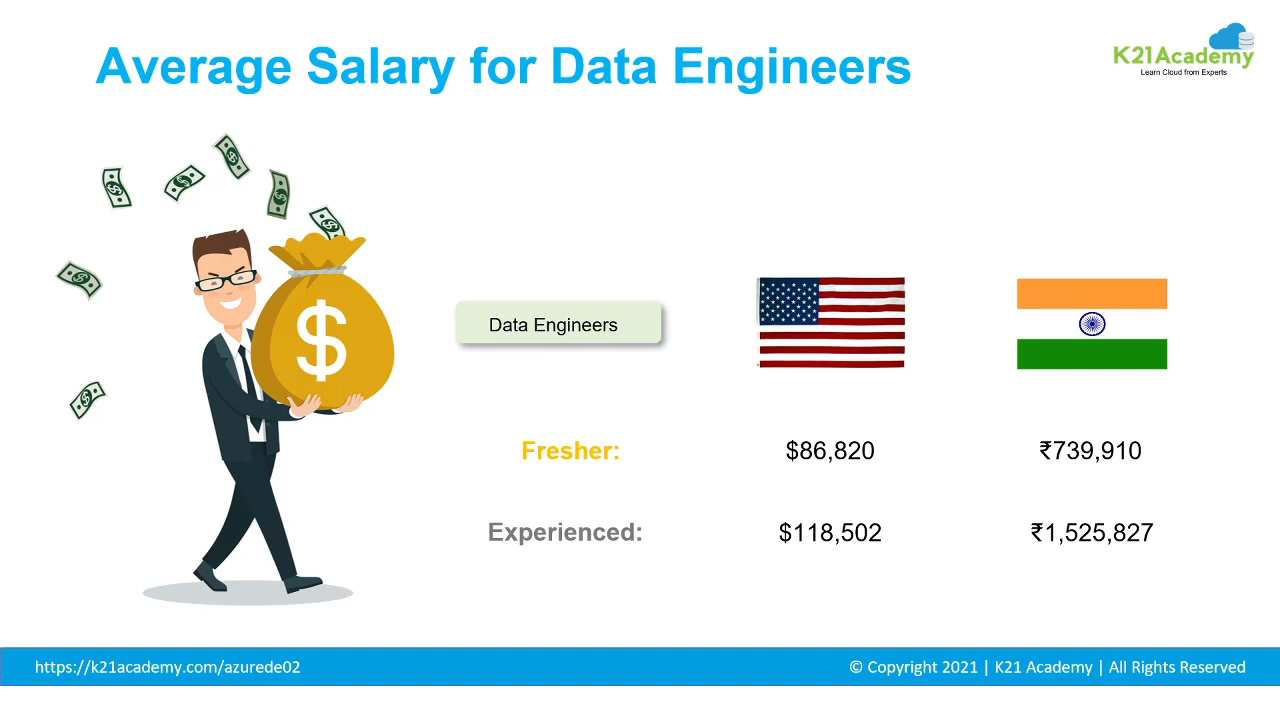 Average Salary for Data Engineers
K21Academy
Learn Cloud from Experts
$
Data Engineers
Fresher: $86,820 ₹739,910
Experienced: $118,502 ₹1,525,827
https://k21academy.com/azurede02 © Copyright 2021 | K21 Academy | All Rights Reserved